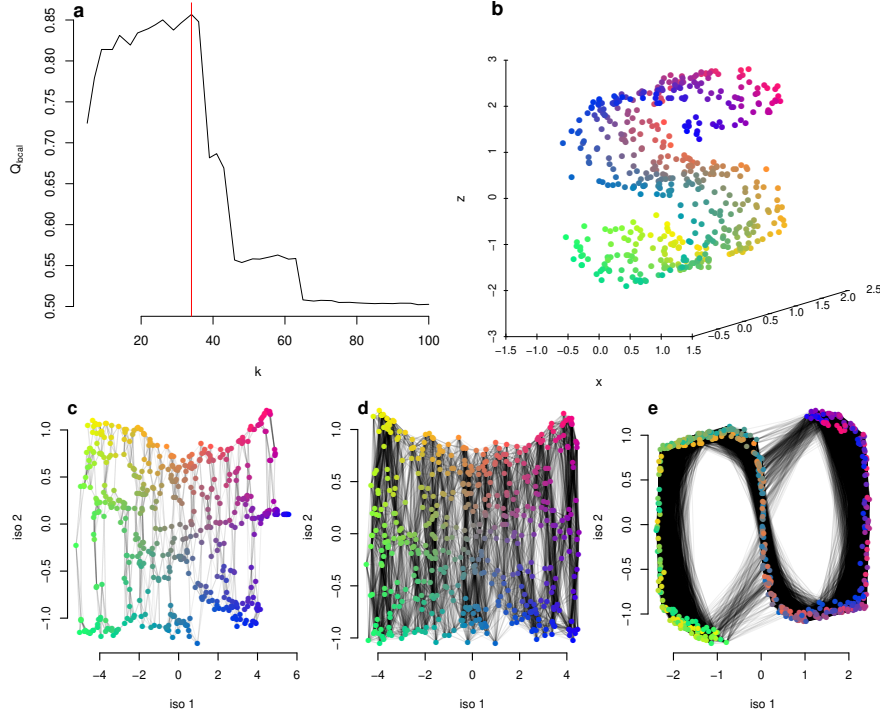 a
0.85
0.80
0.75
0.70
0.65
0.60
0.55
0.50
Q_local
20 40 60 80 100
k
b
3
2
1
0
−1
−2
−3
z
−1.5 −1.0 −0.5 0.0 0.5 1.0 1.5
x
−0.5 0.0 0.5 1.0 1.5 2.0 2.5
c
1.0
0.5
0.0
−0.5
−1.0
iso 2
−4 −2 0 2 4 6
iso 1
d
1.0
0.5
0.0
−0.5
−1.0
iso 2
−4 −2 0 2 4
iso 1
e
1.0
0.5
0.0
−0.5
−1.0
iso 2
−2 −1 0 1 2
iso 1